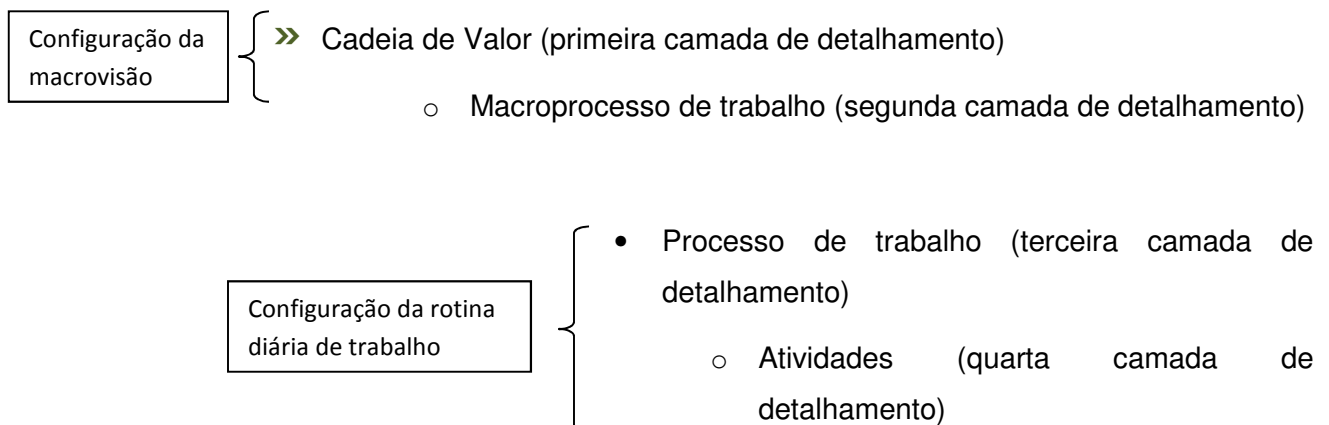 Configuração da
macrovisão
» Cadeia de Valor (primeira camada de detalhamento)
o Macroprocesso de trabalho (segunda camada de detalhamento)
Configuração da rotina
diária de trabalho
• Processo de trabalho (terceira camada de
detalhamento)
o Atividades (quarta camada de
detalhamento)